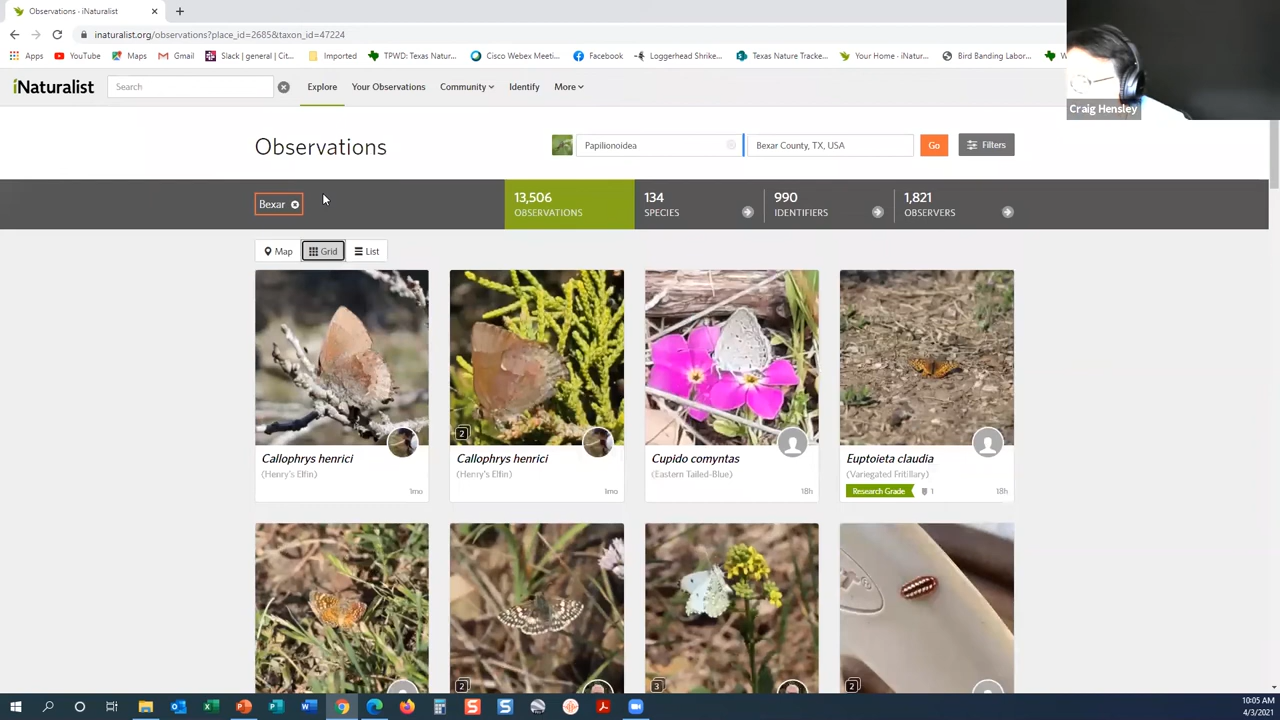 Observations - iNaturalist
inaturalist.org/observations?place_id=2685&taxon_id=47224
Apps YouTube Maps Gmail Slack | general | Cit... Imported TPWD: Texas Natur... Cisco Webex Meeti... Facebook Loggerhead Shrike... Texas Nature Tracke... Your Home · iNatur... Bird Banding Labor...
iNaturalist Search Explore Your Observations Community Identify More
Craig Hensley
Observations Papilionoidea Bexar County, TX, USA Go Filters
Bexar
13,506 134 990 1,821
OBSERVATIONS SPECIES IDENTIFIERS OBSERVERS
Map Grid List
2
Callophrys henrici
(Henry's Elfin)
1mo
Callophrys henrici
(Henry's Elfin)
1mo
Cupido comyntas
(Eastern Tailed-Blue)
18h
Euptoieta claudia
(Variegated Fritillary)
Research Grade 1 18h
2 3 2
10:05 AM
4/3/2021